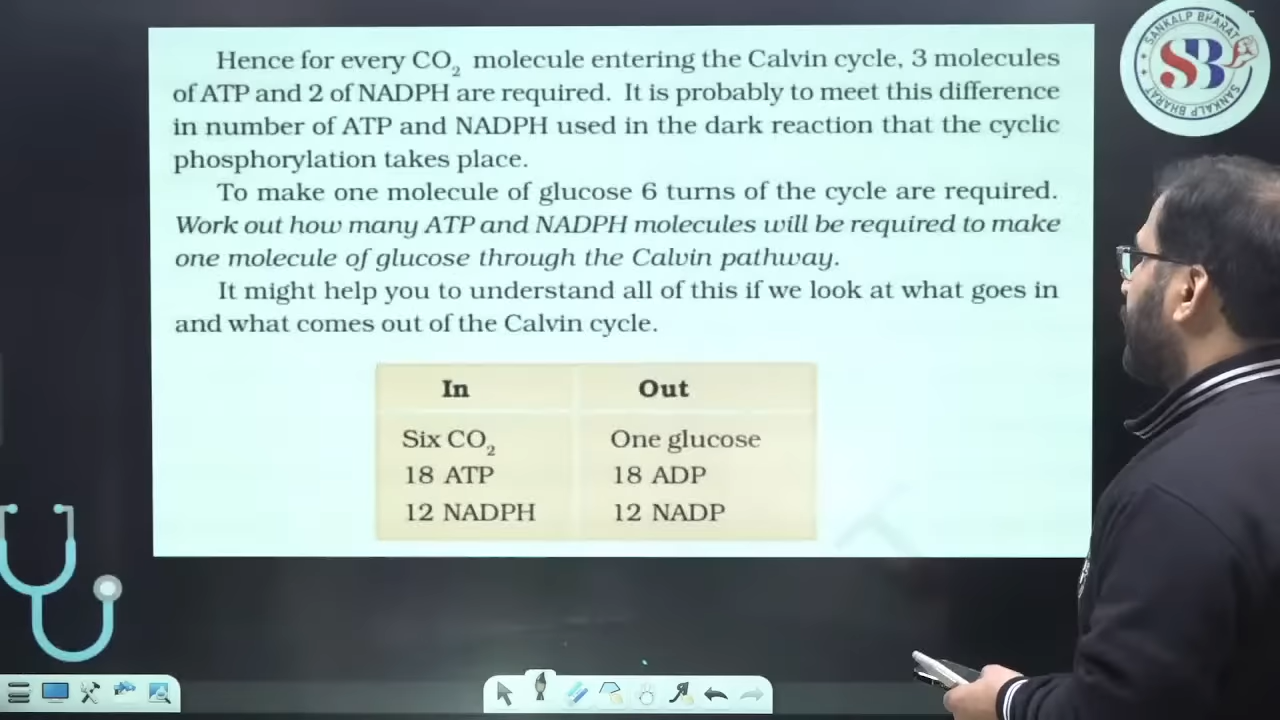 Hence for every CO₂ molecule entering the Calvin cycle, 3 molecules
of ATP and 2 of NADPH are required. It is probably to meet this difference
in number of ATP and NADPH used in the dark reaction that the cyclic
phosphorylation takes place.
To make one molecule of glucose 6 turns of the cycle are required.
Work out how many ATP and NADPH molecules will be required to make
one molecule of glucose through the Calvin pathway.
It might help you to understand all of this if we look at what goes in
and what comes out of the Calvin cycle.
In Out
Six CO₂ One glucose
18 ATP 18 ADP
12 NADPH 12 NADP
SANKALP BHARAT
SB
SANKALP BHARAT